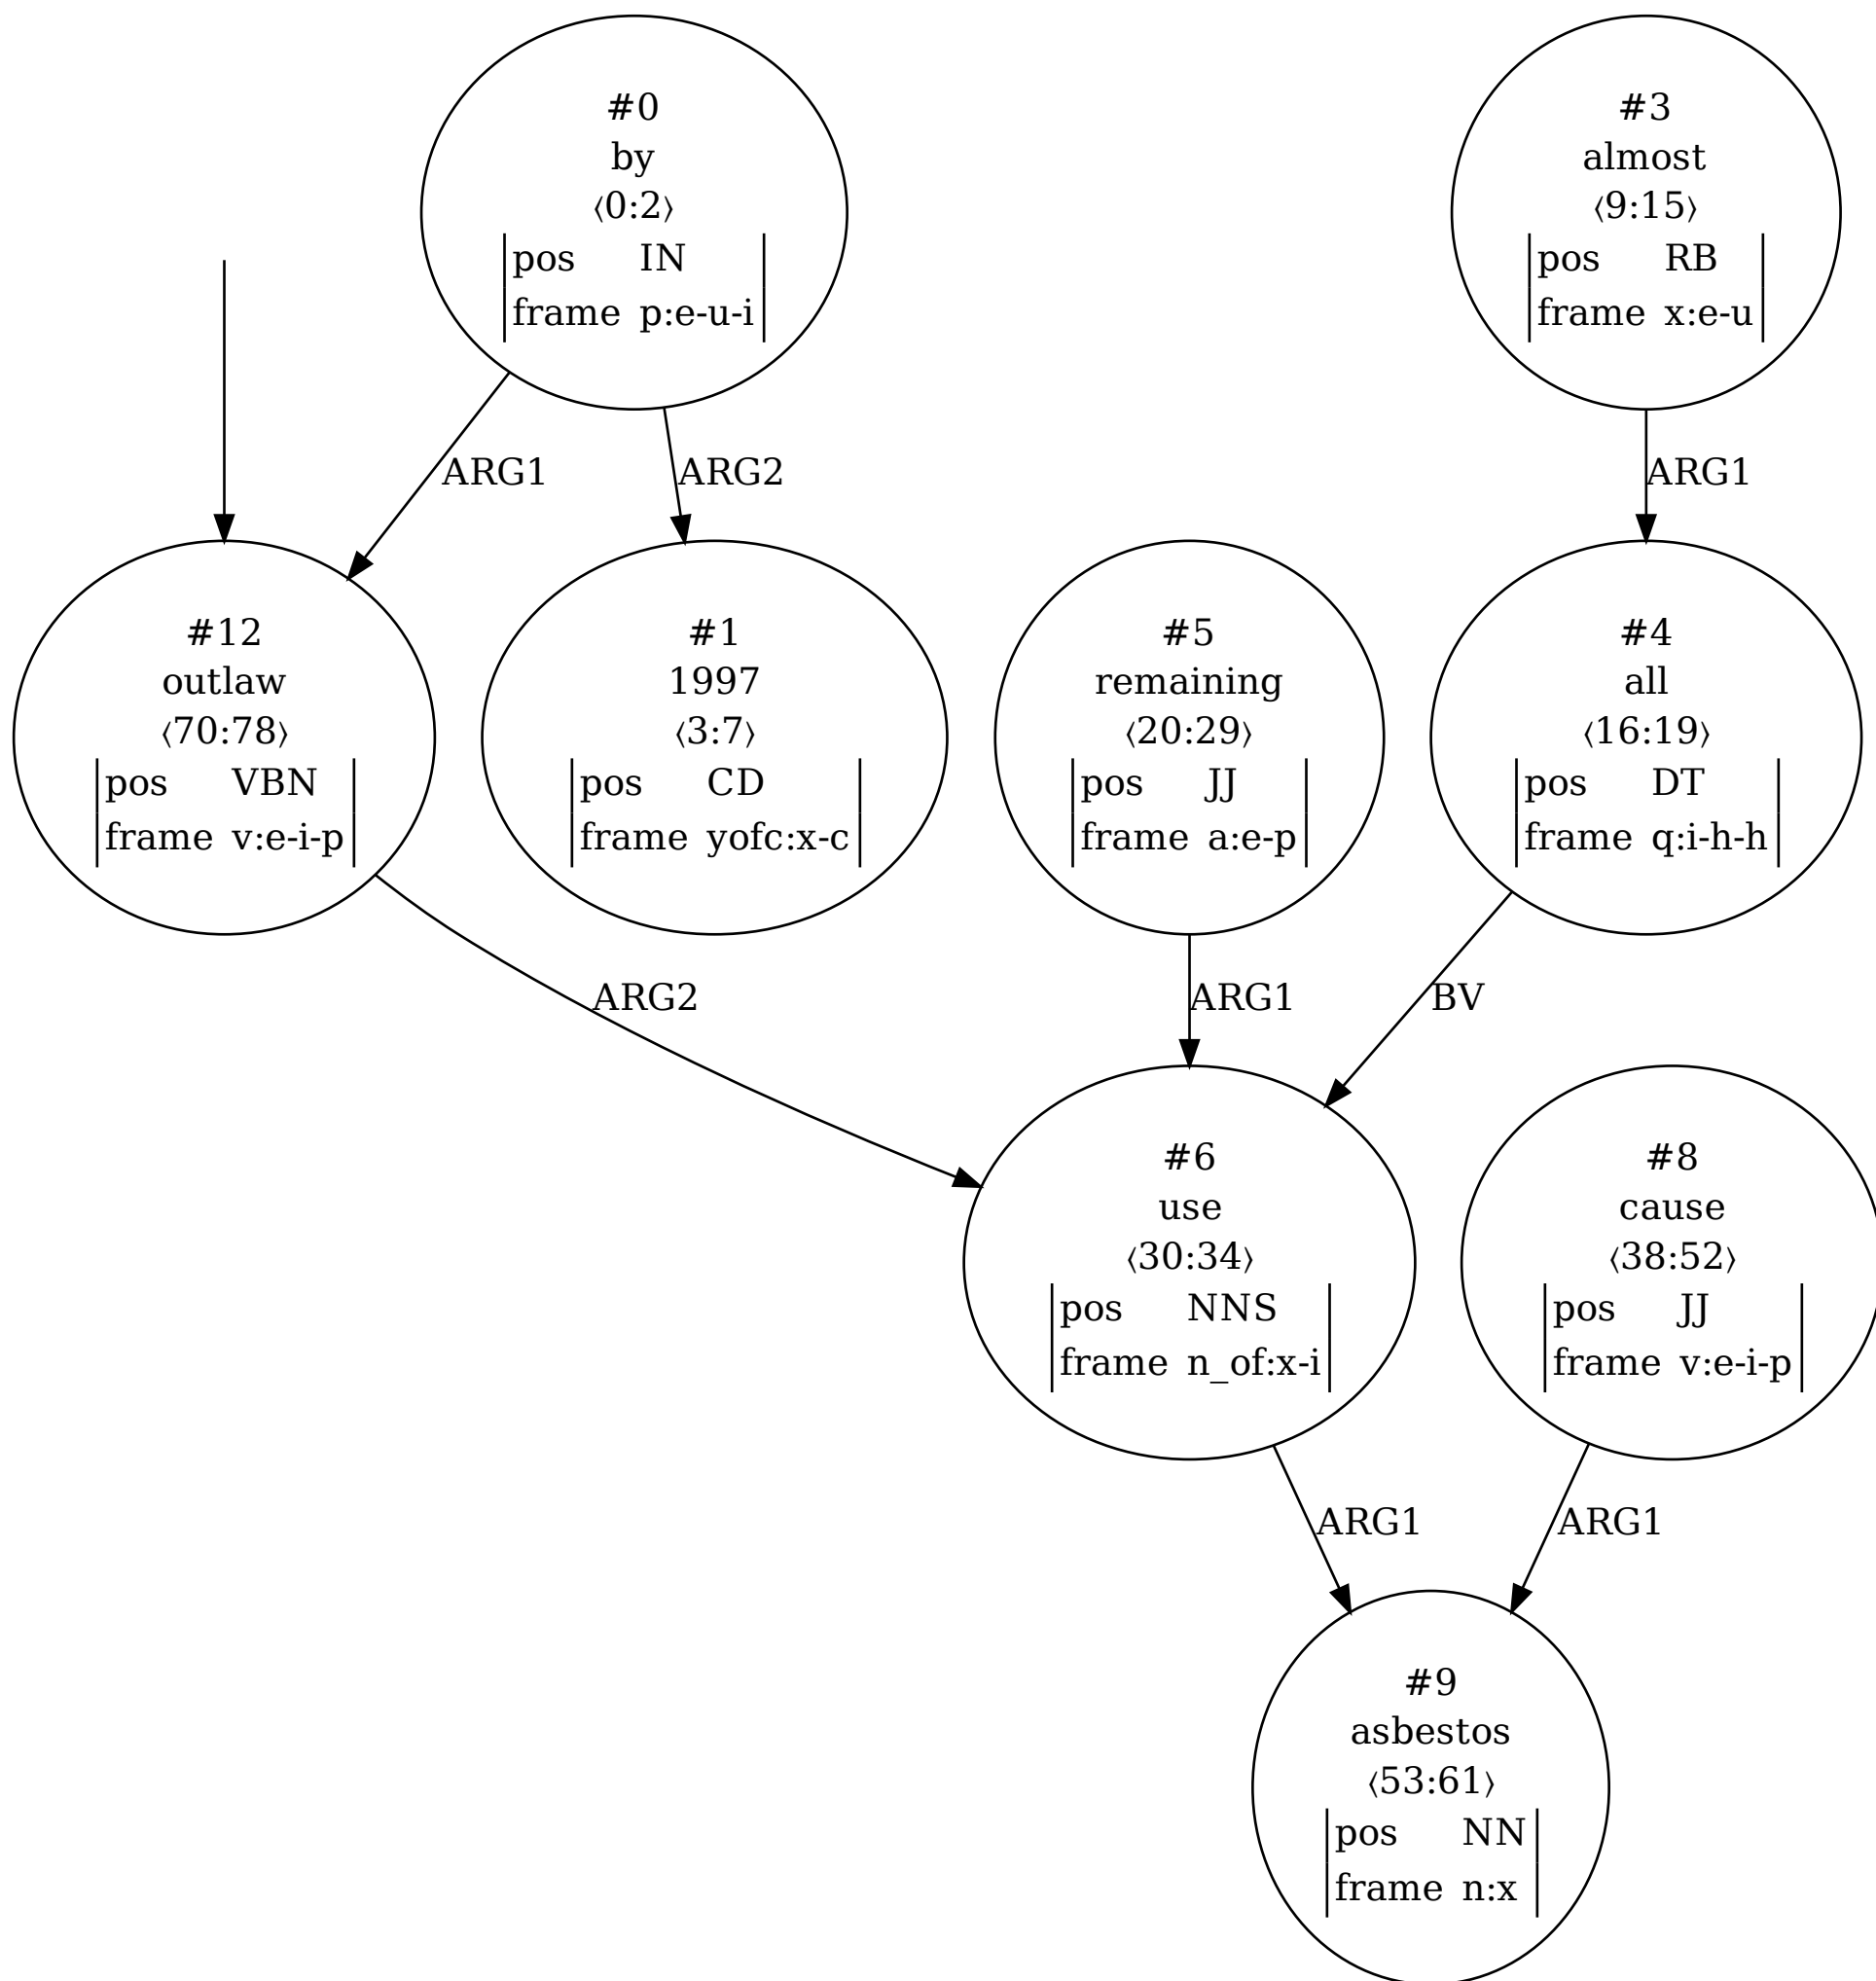 #0
by
⟨0:2⟩
pos IN
frame p:e-u-i
#3
almost
⟨9:15⟩
pos RB
frame x:e-u
ARG1
ARG2
ARG1
#12
outlaw
⟨70:78⟩
pos VBN
frame v:e-i-p
#1
1997
⟨3:7⟩
pos CD
frame yofc:x-c
#5
remaining
⟨20:29⟩
pos JJ
frame a:e-p
#4
all
⟨16:19⟩
pos DT
frame q:i-h-h
ARG2
ARG1
BV
#6
use
⟨30:34⟩
pos NNS
frame n_of:x-i
#8
cause
⟨38:52⟩
pos JJ
frame v:e-i-p
ARG1
ARG1
#9
asbestos
⟨53:61⟩
pos NN
frame n:x